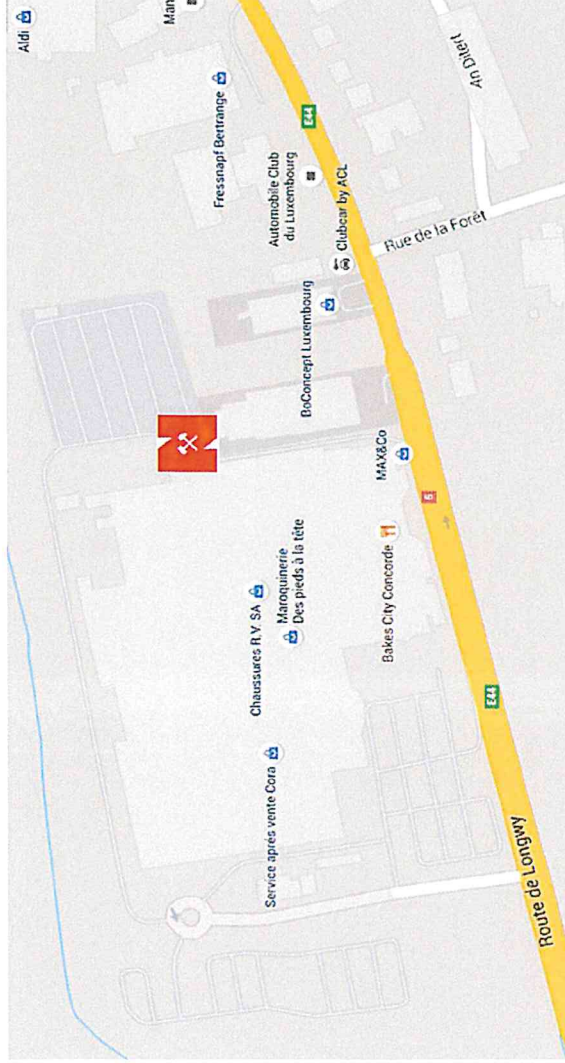 Aldi
Man
Fressnapf Bertrange
An Ditert
E44
Automobile Club
du Luxembourg
Clubcar by ACL
Rue de la Forêt
BoConcept Luxembourg
MAX&Co
5
Bakes City Concorde
Chaussures R.V. SA
Maroquinerie
Des pieds à la tête
E44
Service après vente Cora
Route de Longwy